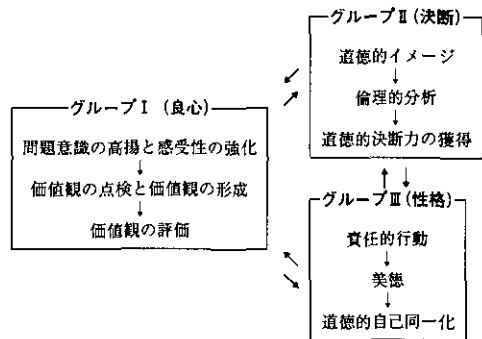 グループⅠ（良心）
問題意識の高揚と感受性の強化
価値観の点検と価値観の形成
価値観の評価
グループⅡ（決断）
道徳的イメージ
倫理的分析
道徳的決断力の獲得
グループⅢ（性格）
責任的行動
美徳
道徳的自己同一化